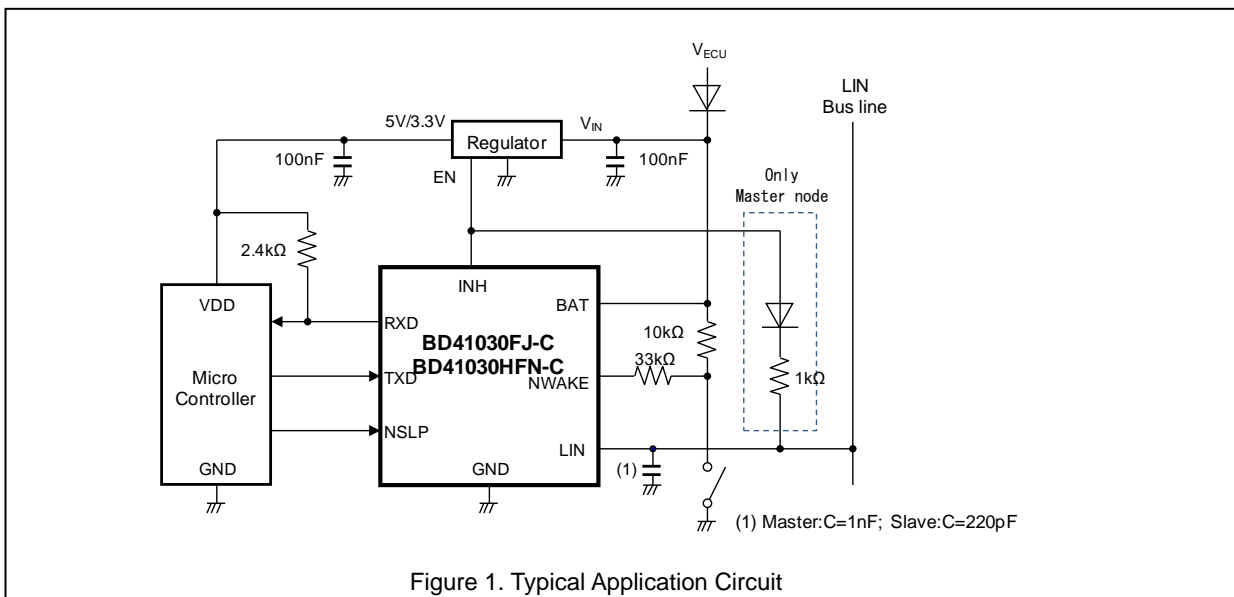 VECU
LIN
Bus line
5V/3.3V
Regulator
VIN
100nF
100nF
EN
Only
Master node
2.4kΩ
INH
VDD
BAT
RXD
10kΩ
BD41030FJ-C
BD41030HFN-C
33kΩ
TXD
NWAKE
1kΩ
Micro
Controller
NSLP
LIN
GND
GND
(1)
(1) Master:C=1nF; Slave:C=220pF
Figure 1. Typical Application Circuit